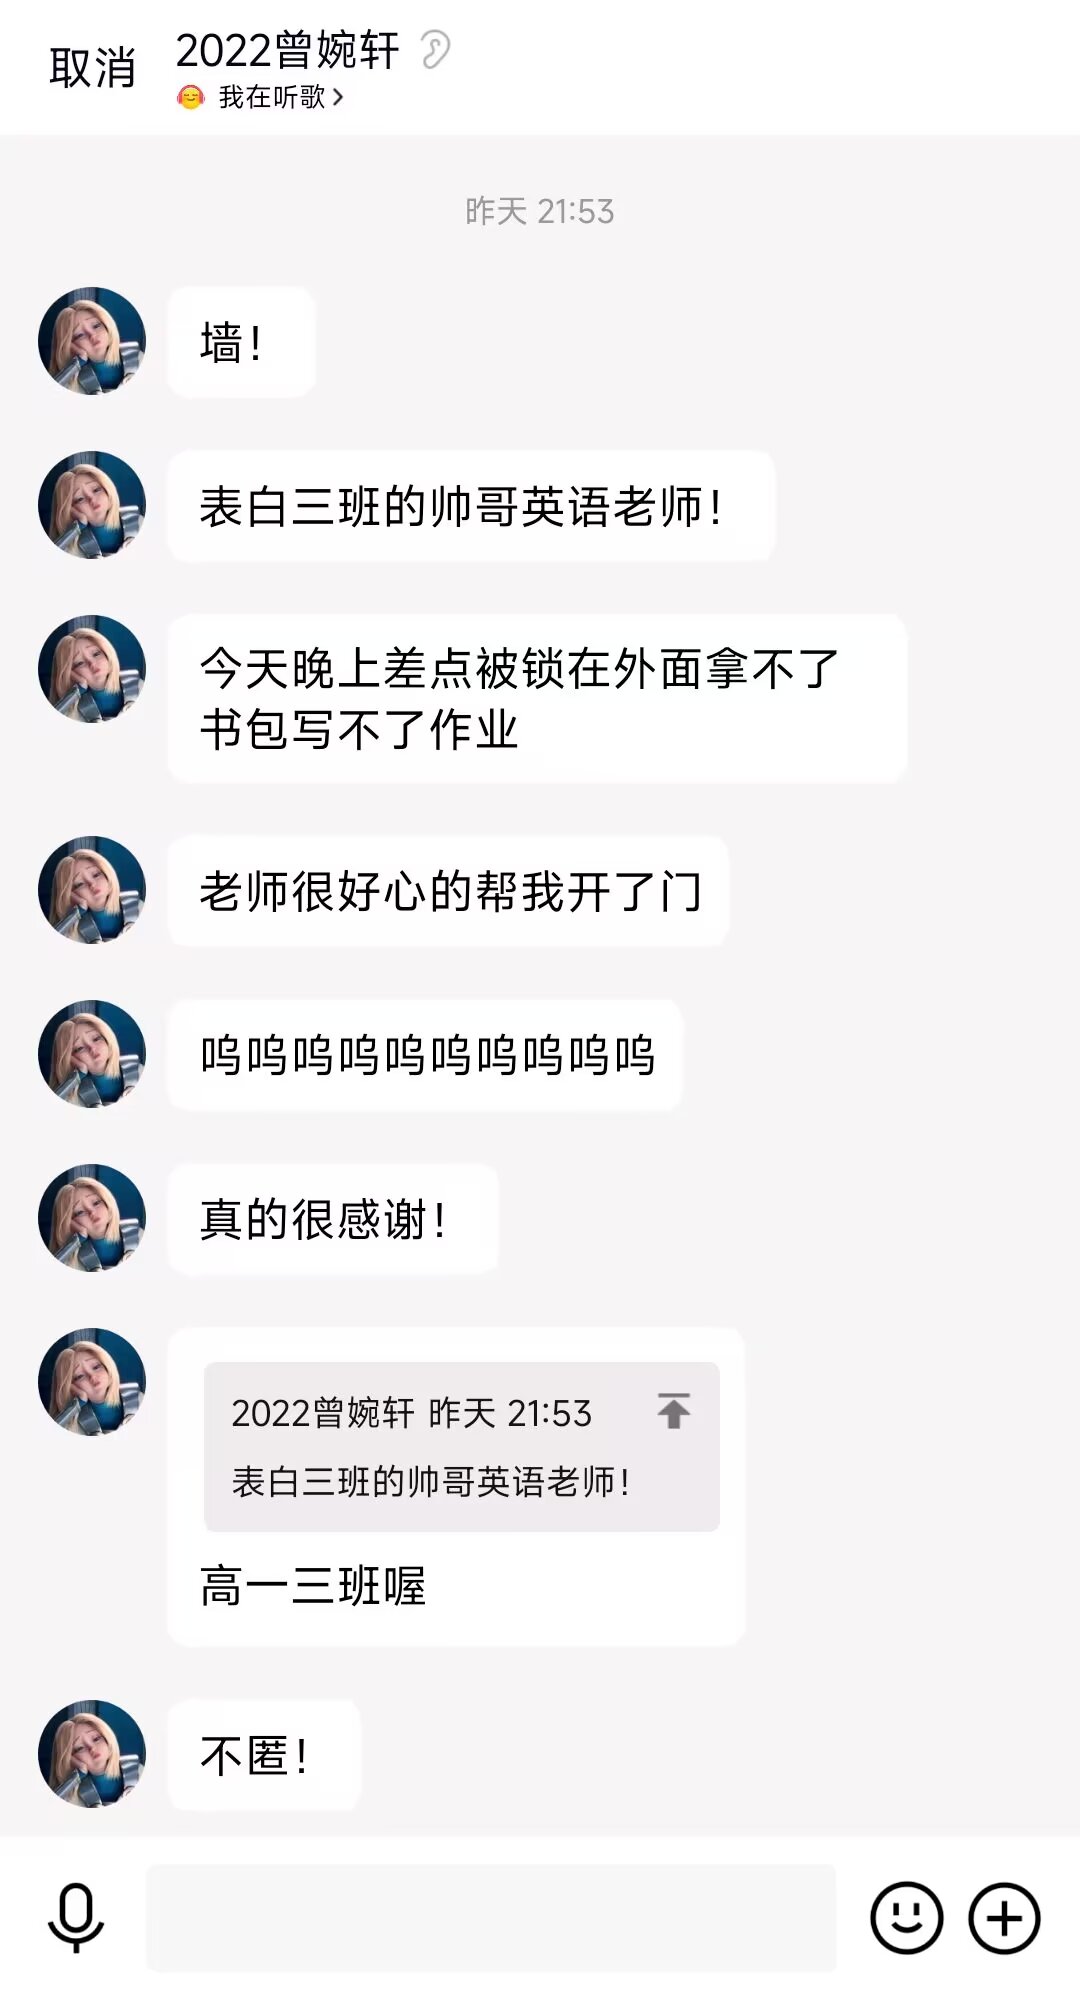 取消
2022曾婉轩
我在听歌
昨天 21:53
墙！
表白三班的帅哥英语老师！
今天晚上差点被锁在外面拿不了
书包写不了作业
老师很好心的帮我开了门
呜呜呜呜呜呜呜呜呜呜
真的很感谢！
2022曾婉轩 昨天 21:53
表白三班的帅哥英语老师！
高一三班喔
不匿！